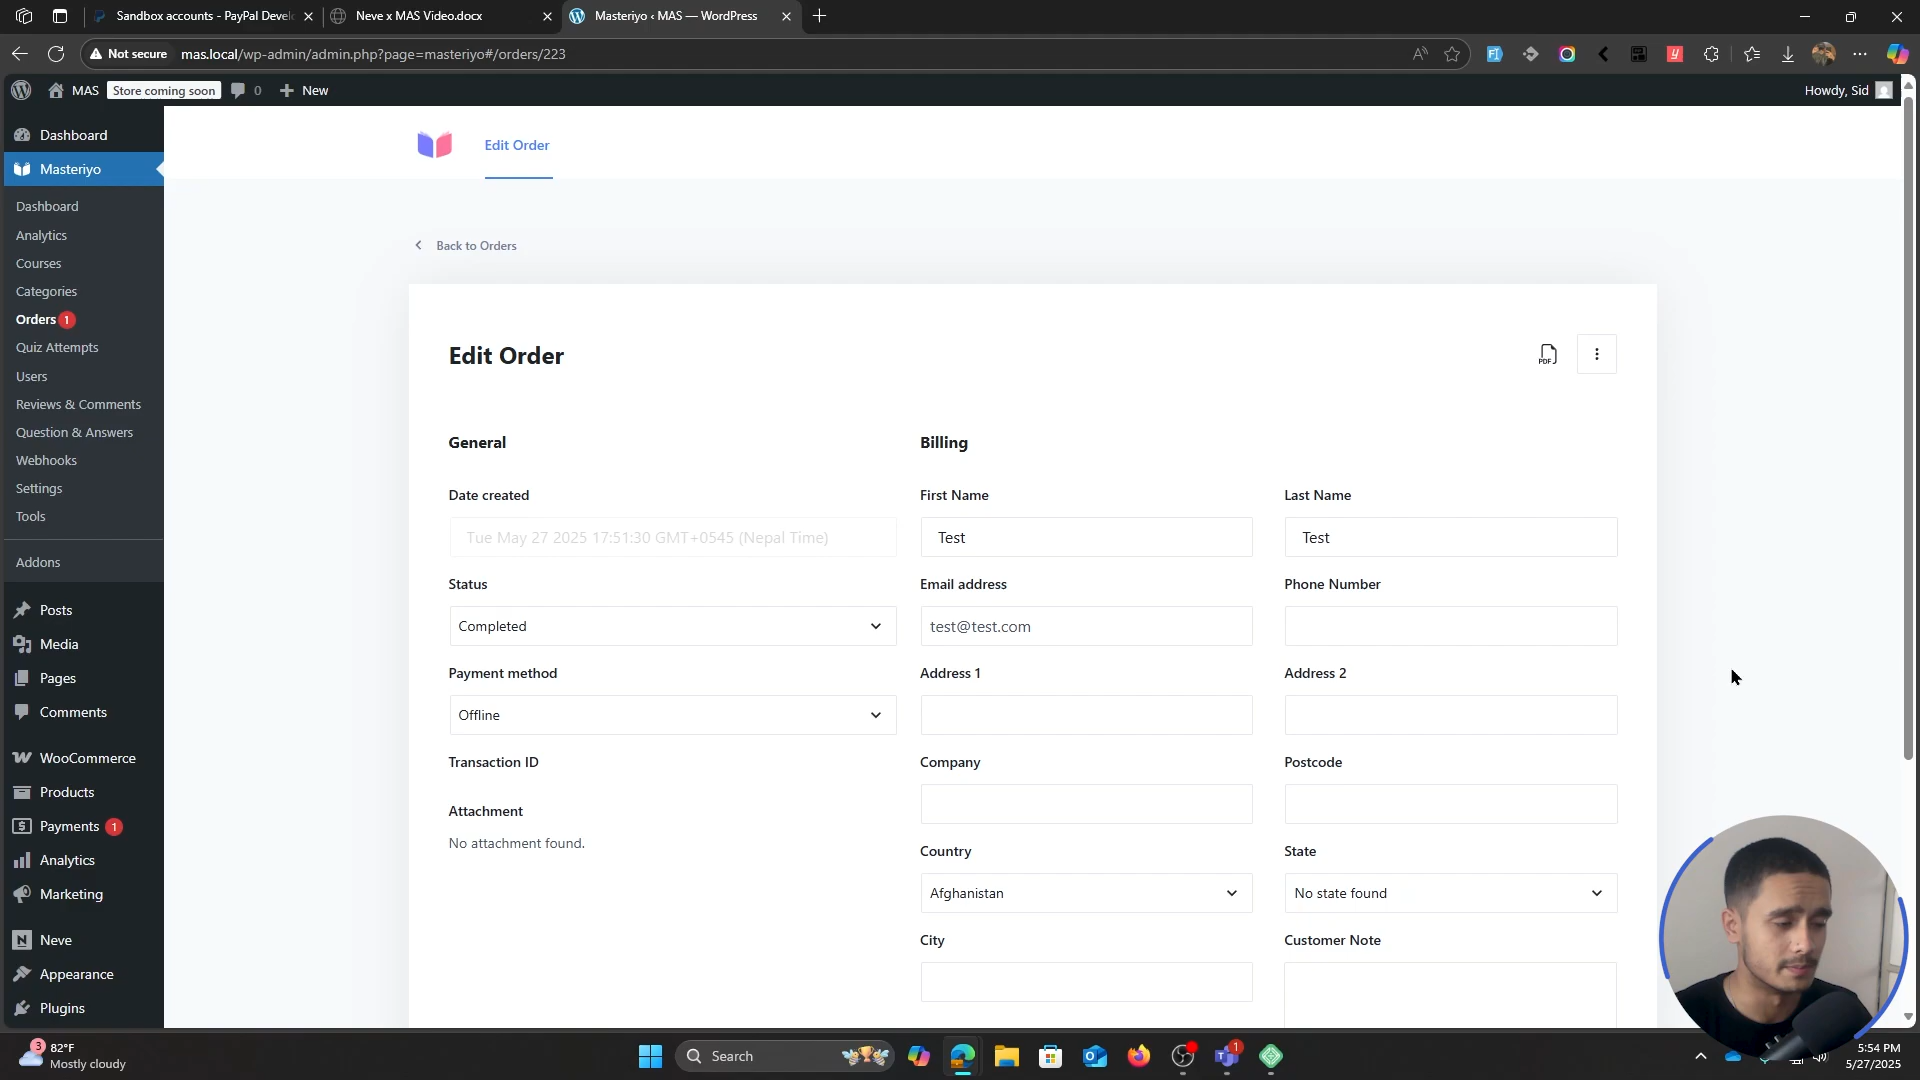 Sandbox accounts - PayPal Devel
Neve x MAS Video.docx
Masteriyo ‹ MAS — WordPress
Not secure
mas.local/wp-admin/admin.php?page=masteriyo#/orders/223
MAS
Store coming soon
0
New
Howdy, Sid
Dashboard
Masteriyo
Dashboard
Analytics
Courses
Categories
Orders 1
Quiz Attempts
Users
Reviews & Comments
Question & Answers
Webhooks
Settings
Tools
Addons
Posts
Media
Pages
Comments
WooCommerce
Products
Payments 1
Analytics
Marketing
Neve
Appearance
Plugins
Edit Order
Back to Orders
Edit Order
PDF
General
Billing
Date created
First Name
Last Name
Tue May 27 2025 17:51:30 GMT+0545 (Nepal Time)
Test
Test
Status
Email address
Phone Number
Completed
test@test.com
Payment method
Address 1
Address 2
Offline
Transaction ID
Company
Postcode
Attachment
No attachment found.
Country
State
Afghanistan
No state found
City
Customer Note
3
82°F
Mostly cloudy
Search
1
5:54 PM
5/27/2025